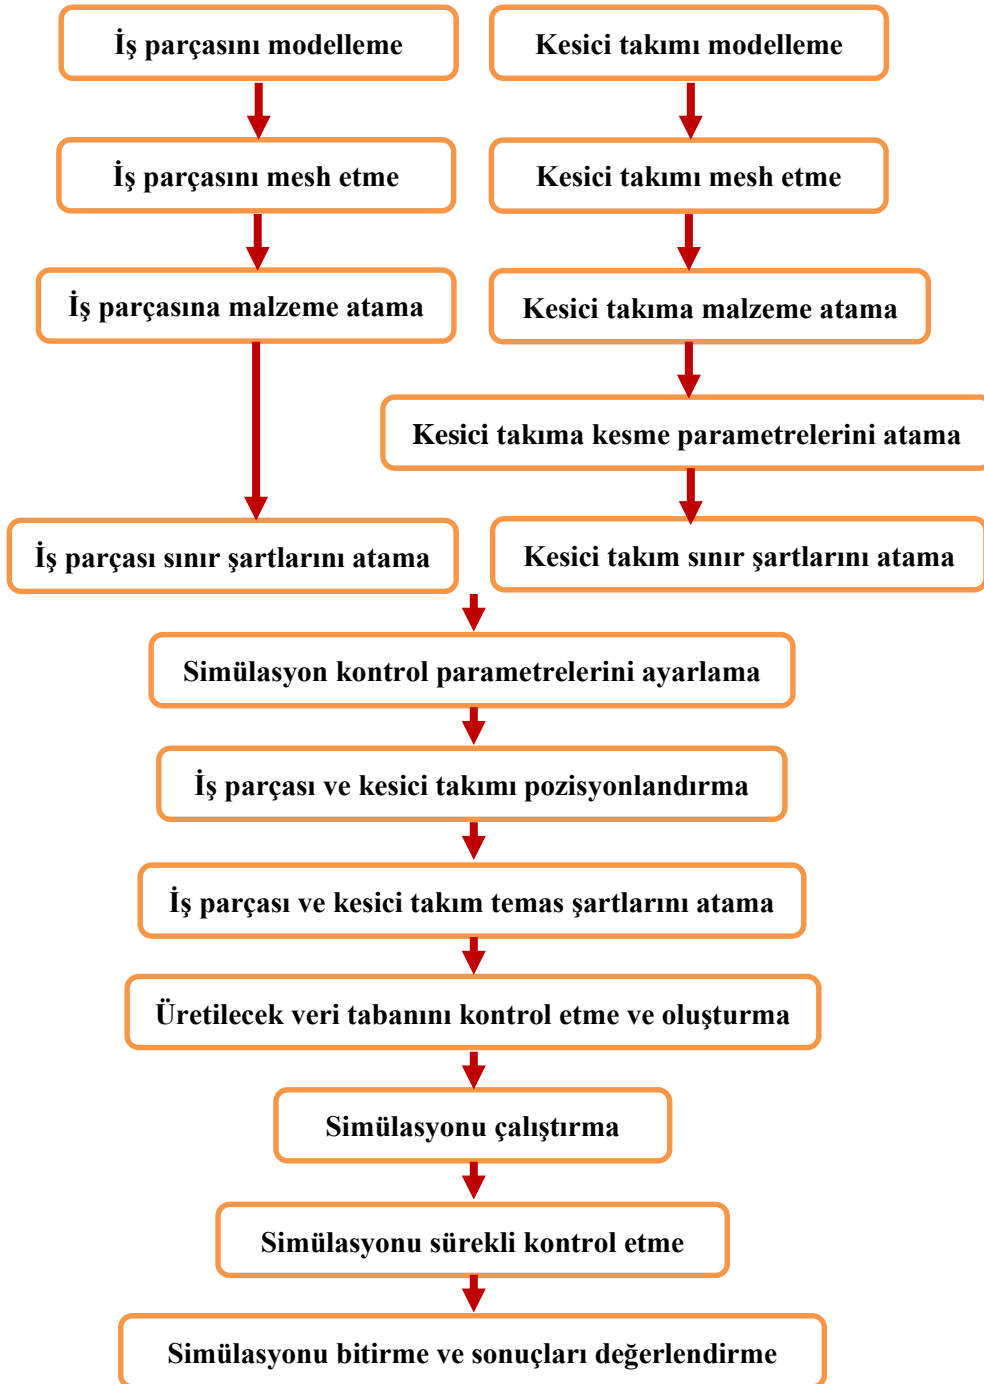 İş parçasını modelleme
Kesici takımı modelleme
İş parçasını mesh etme
Kesici takımı mesh etme
İş parçasına malzeme atama
Kesici takıma malzeme atama
Kesici takıma kesme parametrelerini atama
İş parçası sınır şartlarını atama
Kesici takım sınır şartlarını atama
Simülasyon kontrol parametrelerini ayarlama
İş parçası ve kesici takımı pozisyonlandırma
İş parçası ve kesici takım temas şartlarını atama
Üretilecek veri tabanını kontrol etme ve oluşturma
Simülasyonu çalıştırma
Simülasyonu sürekli kontrol etme
Simülasyonu bitirme ve sonuçları değerlendirme